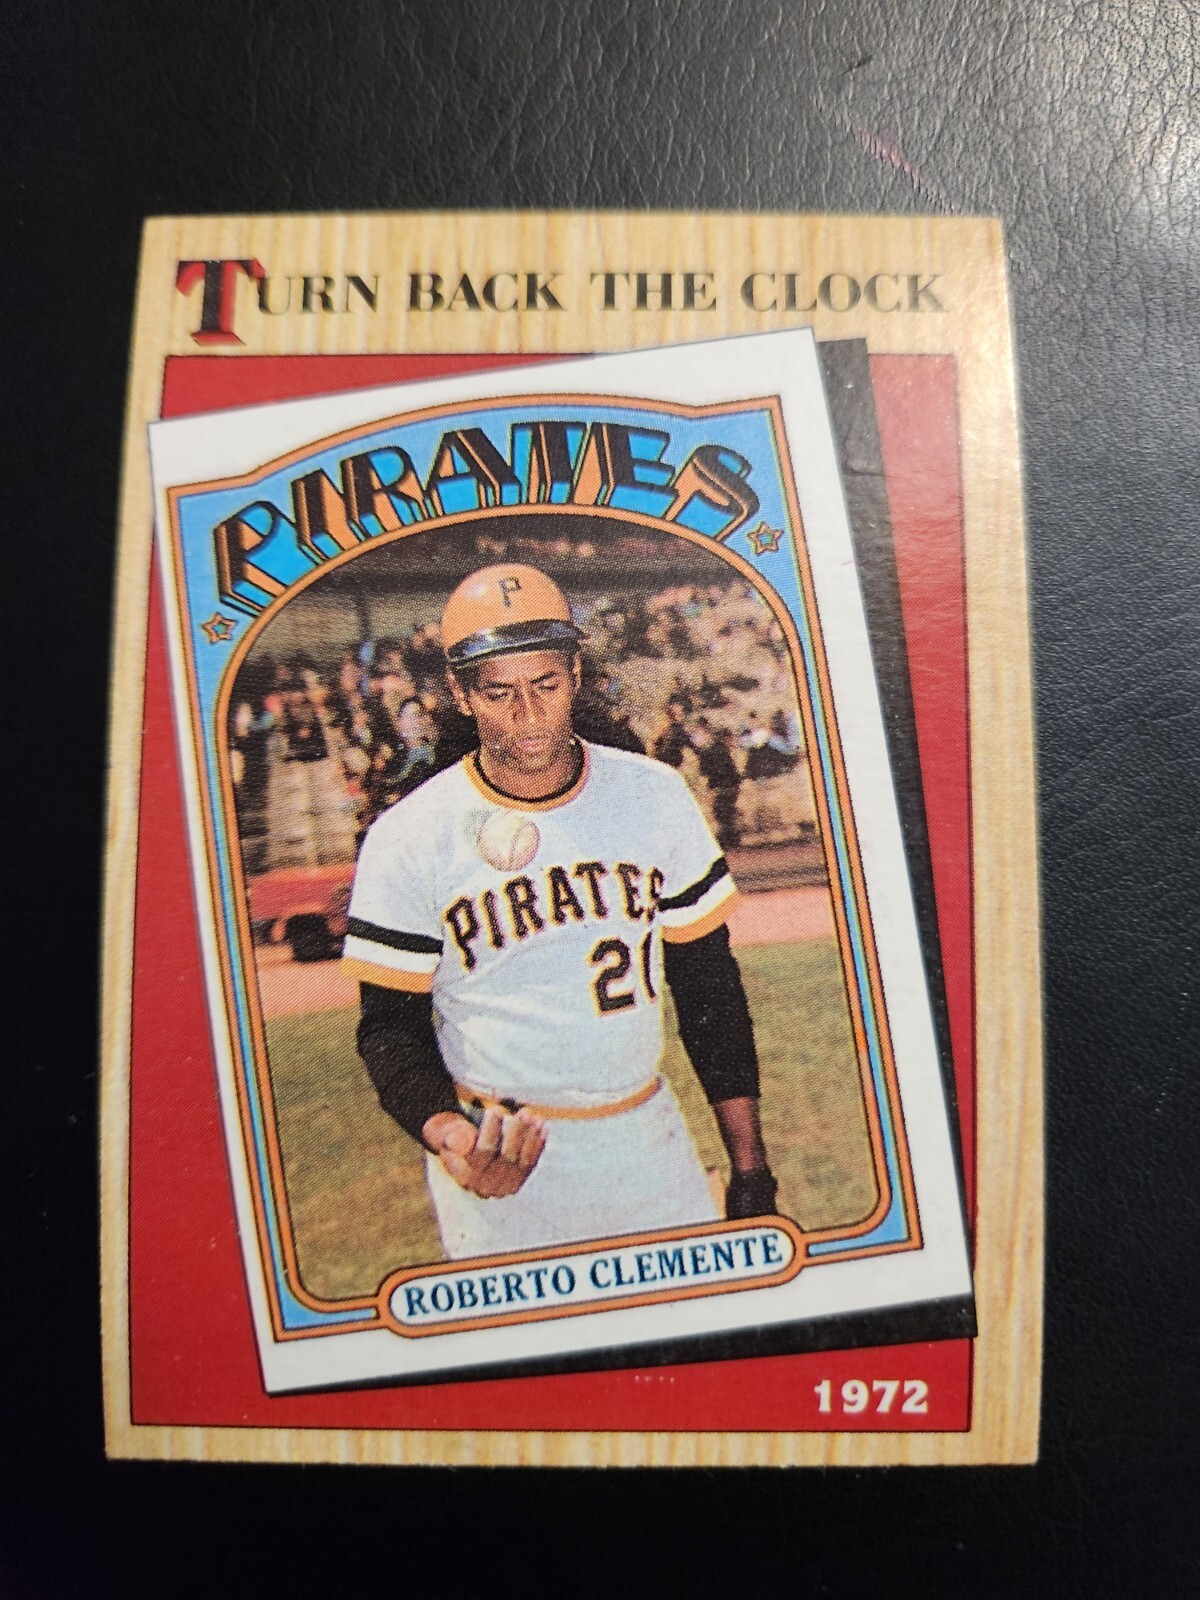 TURN BACK THE CLOCK
PIRATES
P
PIRATES
21
ROBERTO CLEMENTE
1972